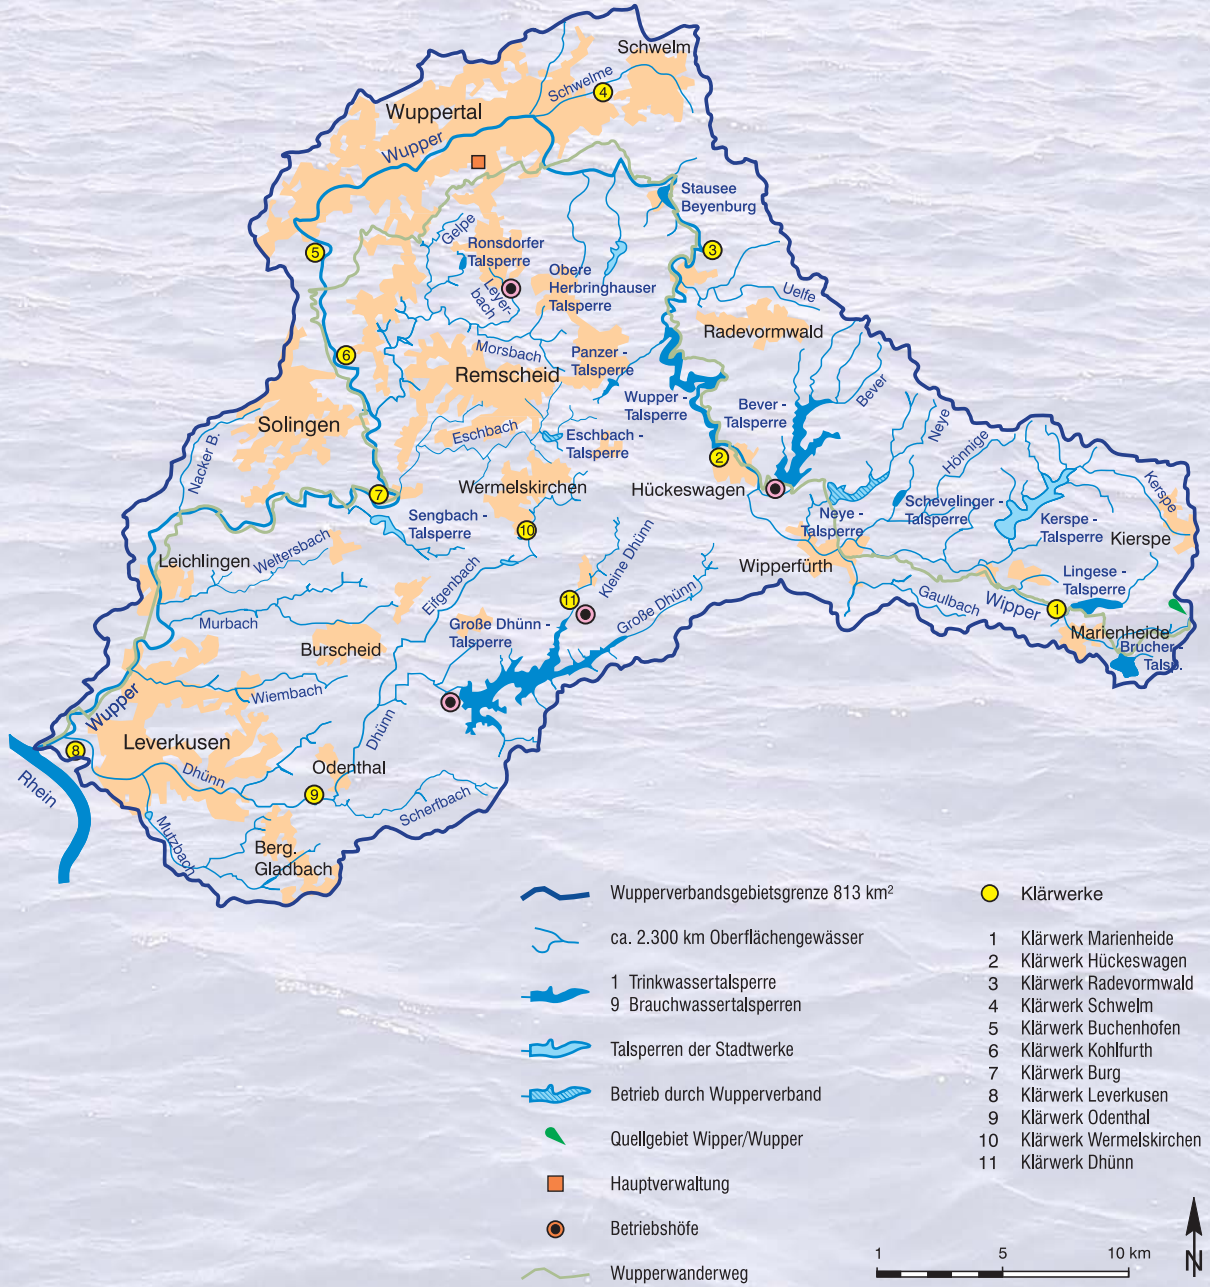 Schwelm
Schwelme
4
Wuppertal
Wupper
Stausee
Beyenburg
5
Gelpe
Ronsdorfer
Talsperre
3
Obere
Herbringhauser
Talsperre
Leyer-
bach
Uelfe
Radevormwald
6
Morsbach
Panzer -
Talsperre
Remscheid
Wupper -
Talsperre
Bever -
Talsperre
Bever
Neye
Solingen
Eschbach
Eschbach -
Talsperre
Hönnige
Nacker B.
2
Kerspe
7
Wermelskirchen
Hückeswagen
Sengbach -
Talsperre
10
Neye -
Talsperre
Schevelinger -
Talsperre
Kerspe -
Talsperre
Kierspe
Leichlingen
Weltersbach
Eifgenbach
Kleine Dhünn
Wipperfürth
Lingese -
Talsperre
11
Große Dhünn
Gaulbach
Wipper
1
Murbach
Große Dhünn -
Talsperre
Marienheide
Brucher -
Talsp.
Burscheid
Wiembach
Wupper
Dhünn
Leverkusen
8
Rhein
Dhünn
Odenthal
9
Scherfbach
Mutzbach
Berg.
Gladbach
Wupperverbandsgebietsgrenze 813 km²
ca. 2.300 km Oberflächengewässer
1 Trinkwassertalsperre
9 Brauchwassertalsperren
Talsperren der Stadtwerke
Betrieb durch Wupperverband
Quellgebiet Wipper/Wupper
Hauptverwaltung
Betriebshöfe
Wupperwanderweg
Klärwerke
1 Klärwerk Marienheide
2 Klärwerk Hückeswagen
3 Klärwerk Radevormwald
4 Klärwerk Schwelm
5 Klärwerk Buchenhofen
6 Klärwerk Kohlfurth
7 Klärwerk Burg
8 Klärwerk Leverkusen
9 Klärwerk Odenthal
10 Klärwerk Wermelskirchen
11 Klärwerk Dhünn
1 5 10 km
N